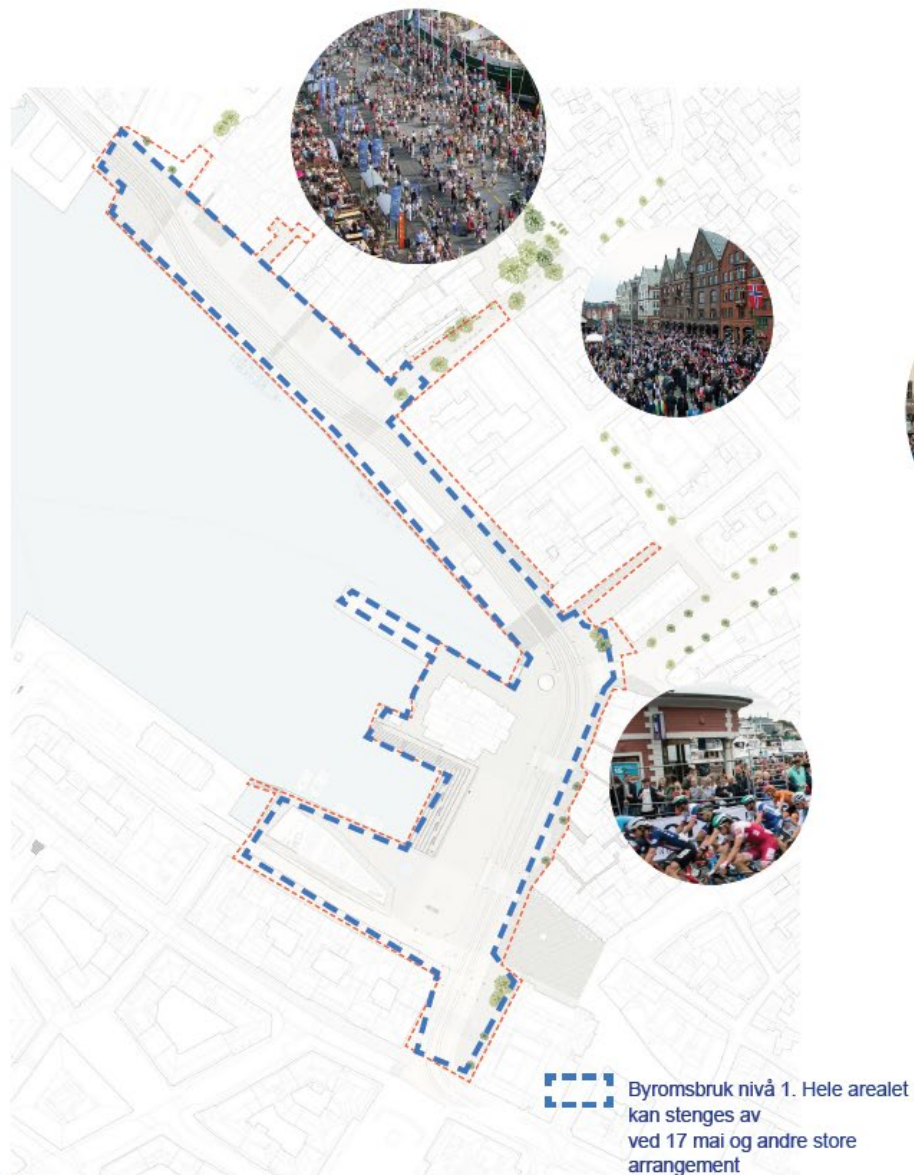 Byromsbruk nivå 1. Hele arealet
kan stenges av
ved 17 mai og andre store
arrangement